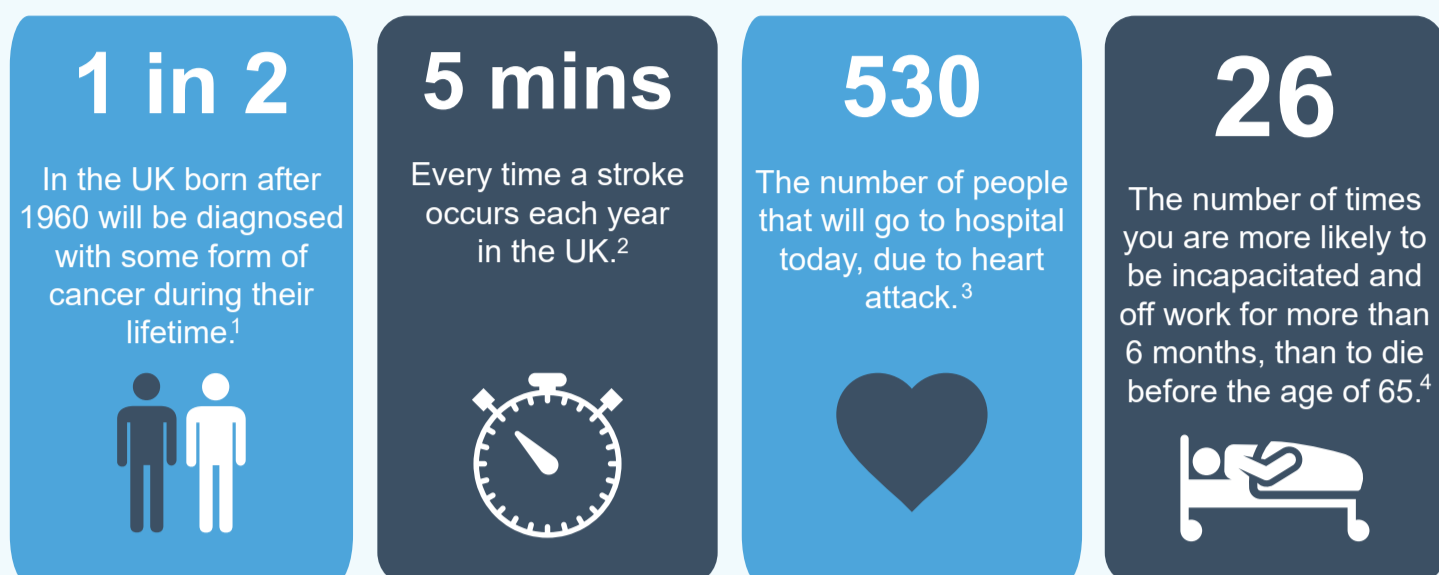 1 in 2
In the UK born after
1960 will be diagnosed
with some form of
cancer during their
lifetime.1
5 mins
Every time a stroke
occurs each year
in the UK.2
530
The number of people
that will go to hospital
today, due to heart
attack.3
26
The number of times
you are more likely to
be incapacitated and
off work for more than
6 months, than to die
before the age of 65.4